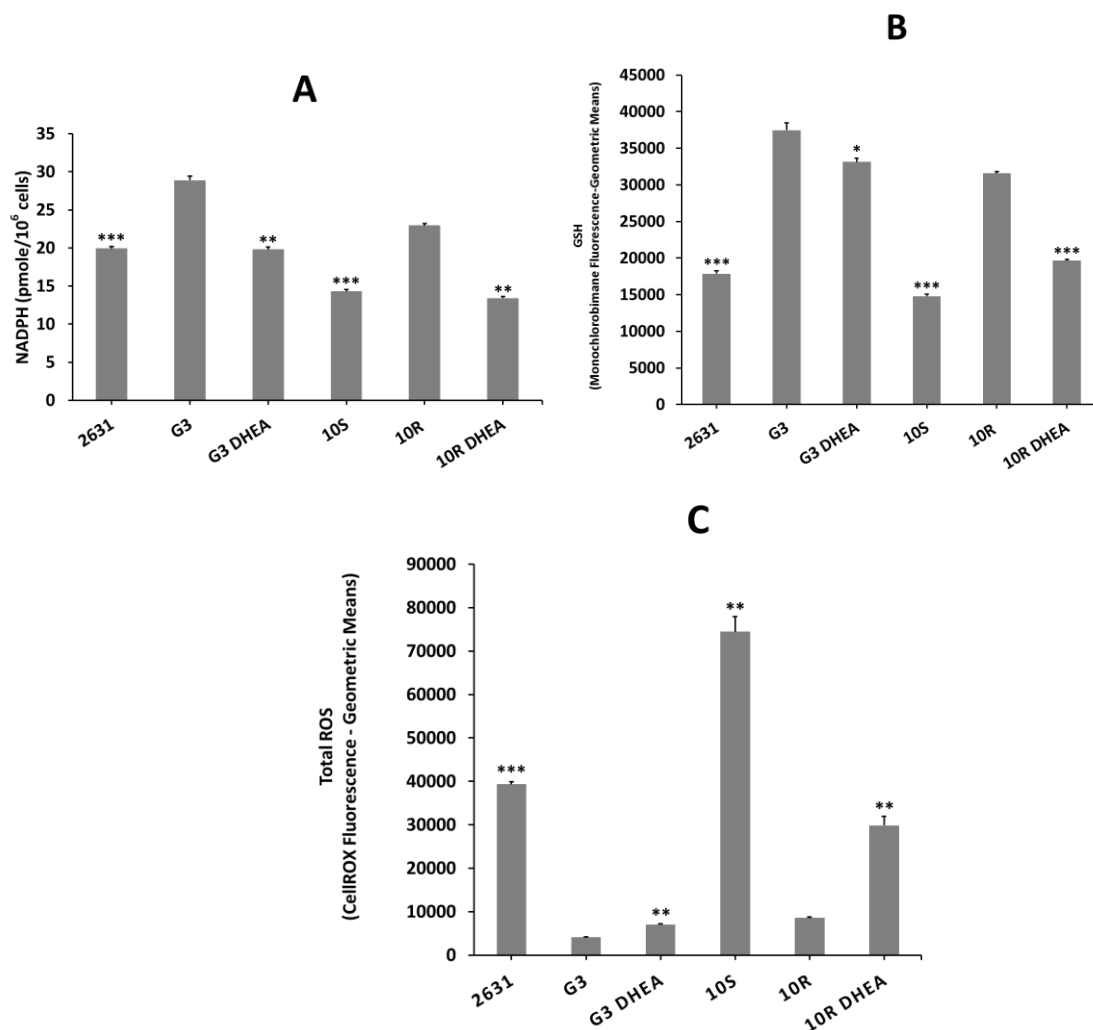 A
NADPH (pmole/10⁶ cells)
35
30
25
20
15
10
5
0
***
**
***
**
2631
G3
G3 DHEA
10S
10R
10R DHEA
B
GSH
(Monochlorobimane Fluorescence-Geometric Means)
45000
40000
35000
30000
25000
20000
15000
10000
5000
0
***
*
***
***
2631
G3
G3 DHEA
10S
10R
10R DHEA
C
Total ROS
(CellROX Fluorescence - Geometric Means)
90000
80000
70000
60000
50000
40000
30000
20000
10000
0
***
**
**
**
2631
G3
G3 DHEA
10S
10R
10R DHEA